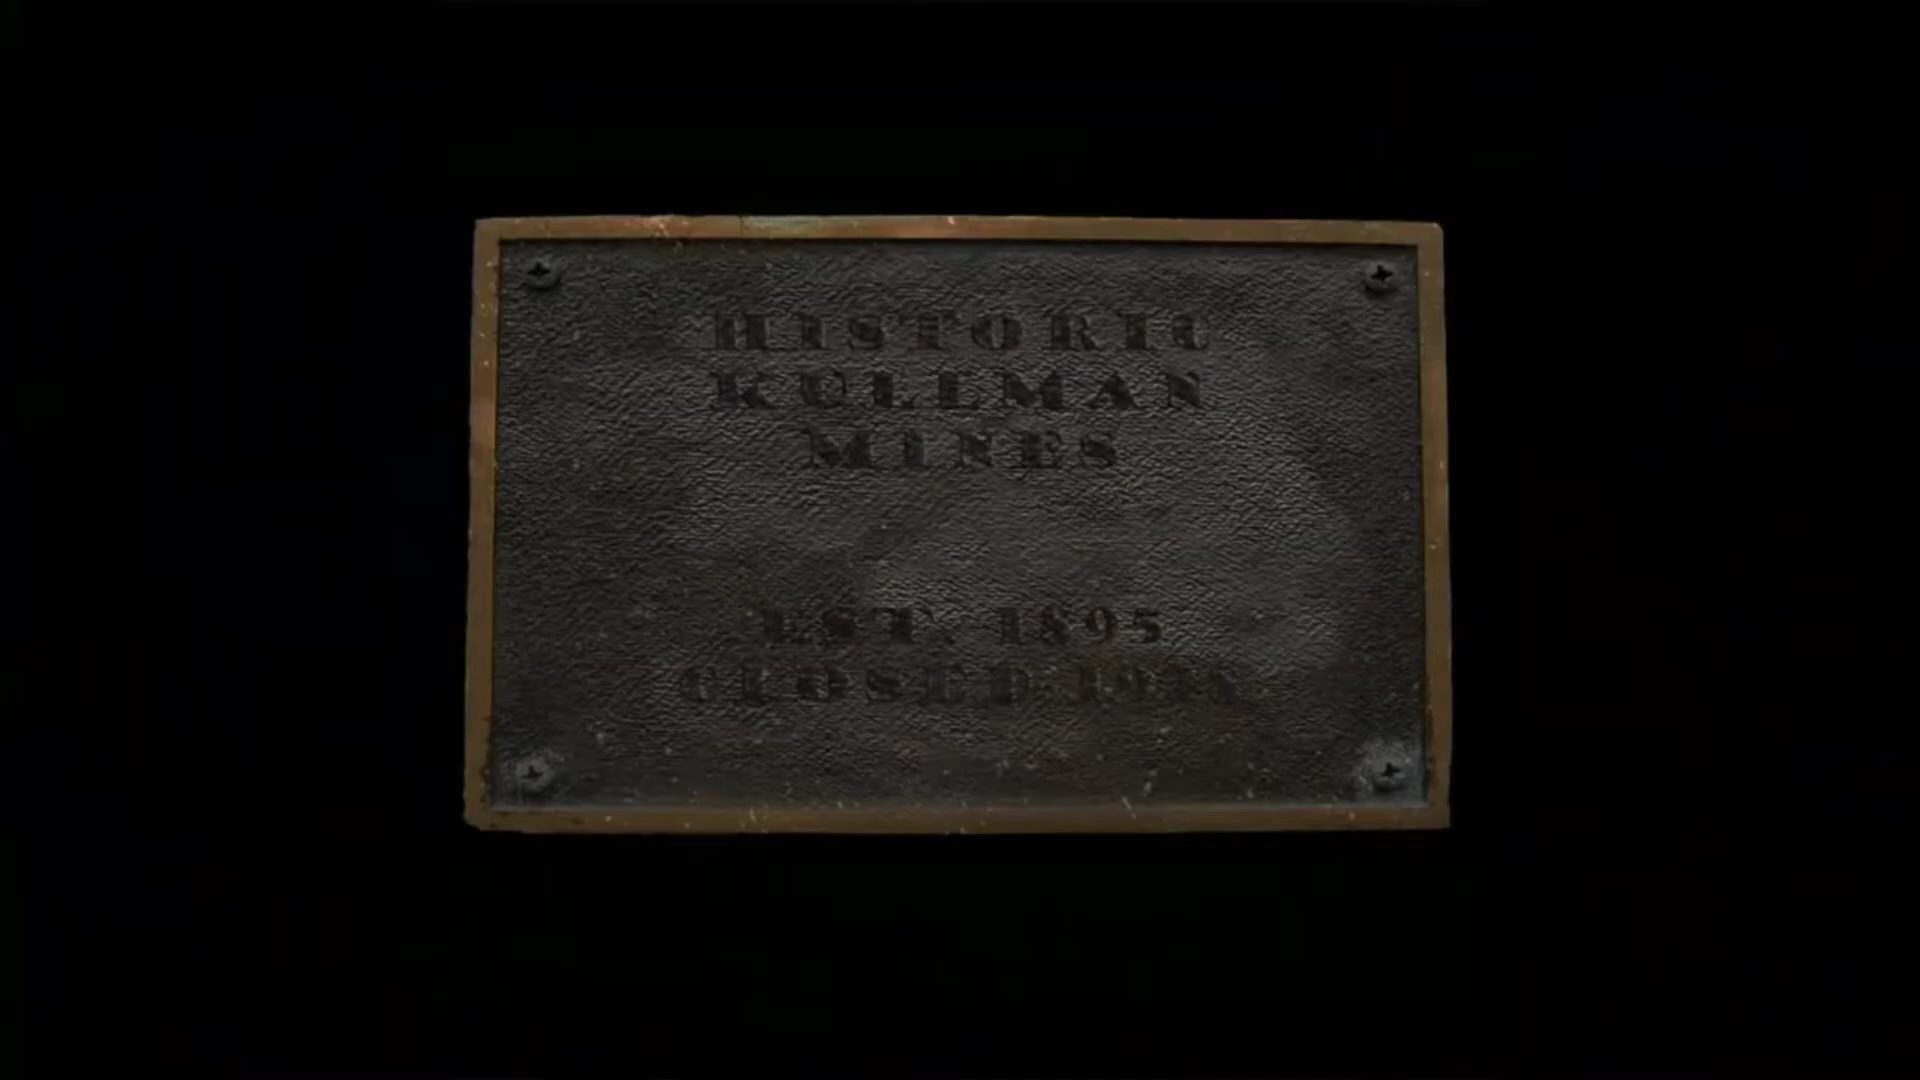 HISTORIC
KULLMAN
MINES
EST. 1895
CLOSED